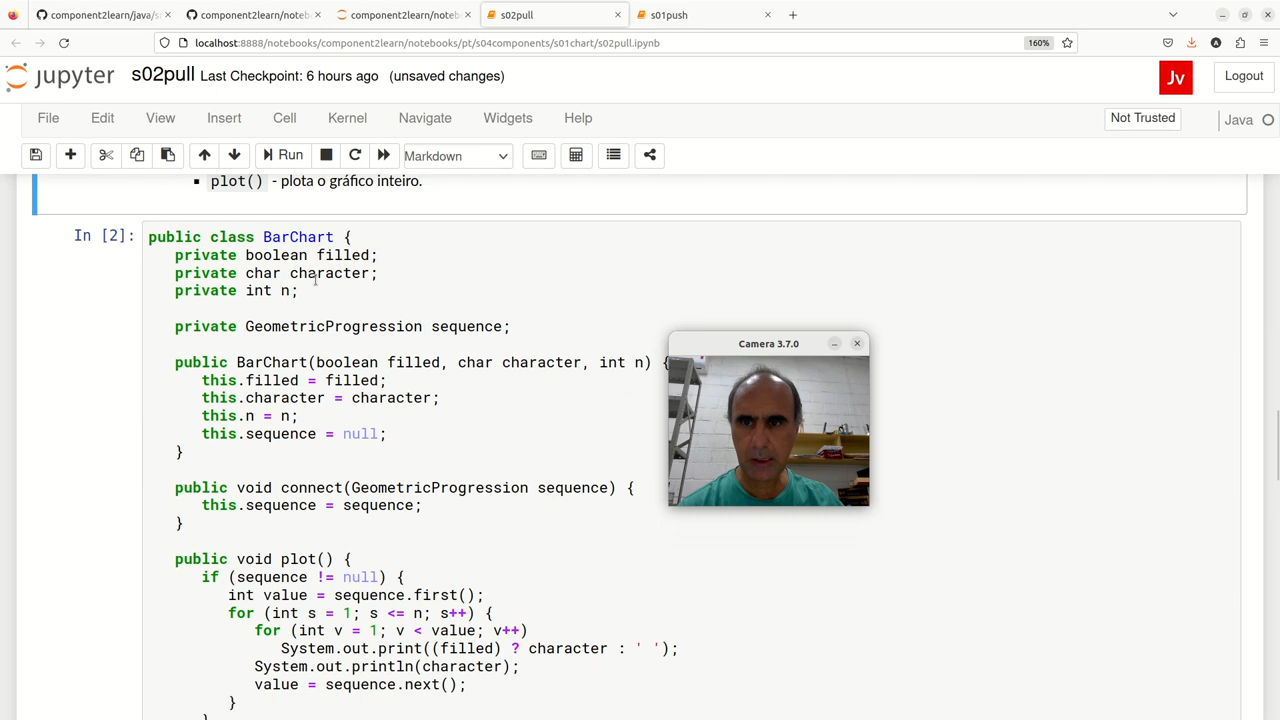 component2learn/java/s
component2learn/noteb
component2learn/note
s02pull
s01push
localhost:8888/notebooks/component2learn/notebooks/pt/s04components/s01chart/s02pull.ipynb
160%
jupyter s02pull Last Checkpoint: 6 hours ago (unsaved changes)
Jv
Logout
File Edit View Insert Cell Kernel Navigate Widgets Help
Not Trusted
Java
Run
Markdown
plot() - plota o gráfico inteiro.
In [2]:
public class BarChart {
private boolean filled;
private char character;
private int n;
private GeometricProgression sequence;
public BarChart(boolean filled, char character, int n) {
this.filled = filled;
this.character = character;
this.n = n;
this.sequence = null;
}
public void connect(GeometricProgression sequence) {
this.sequence = sequence;
}
public void plot() {
if (sequence != null) {
int value = sequence.first();
for (int s = 1; s <= n; s++) {
for (int v = 1; v < value; v++)
System.out.print((filled) ? character : ' ');
System.out.println(character);
value = sequence.next();
}
}
Camera 3.7.0